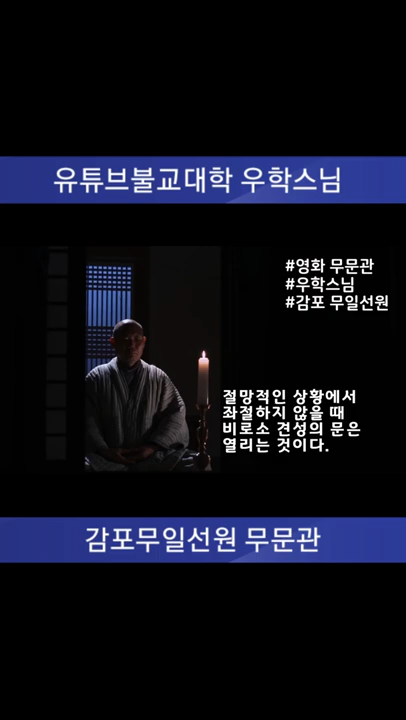 유튜브불교대학 우학스님
#영화 무문관
#우학스님
#감포 무일선원
절망적인 상황에서
좌절하지 않을 때
비로소 견성의 문은
열리는 것이다.
감포무일선원 무문관